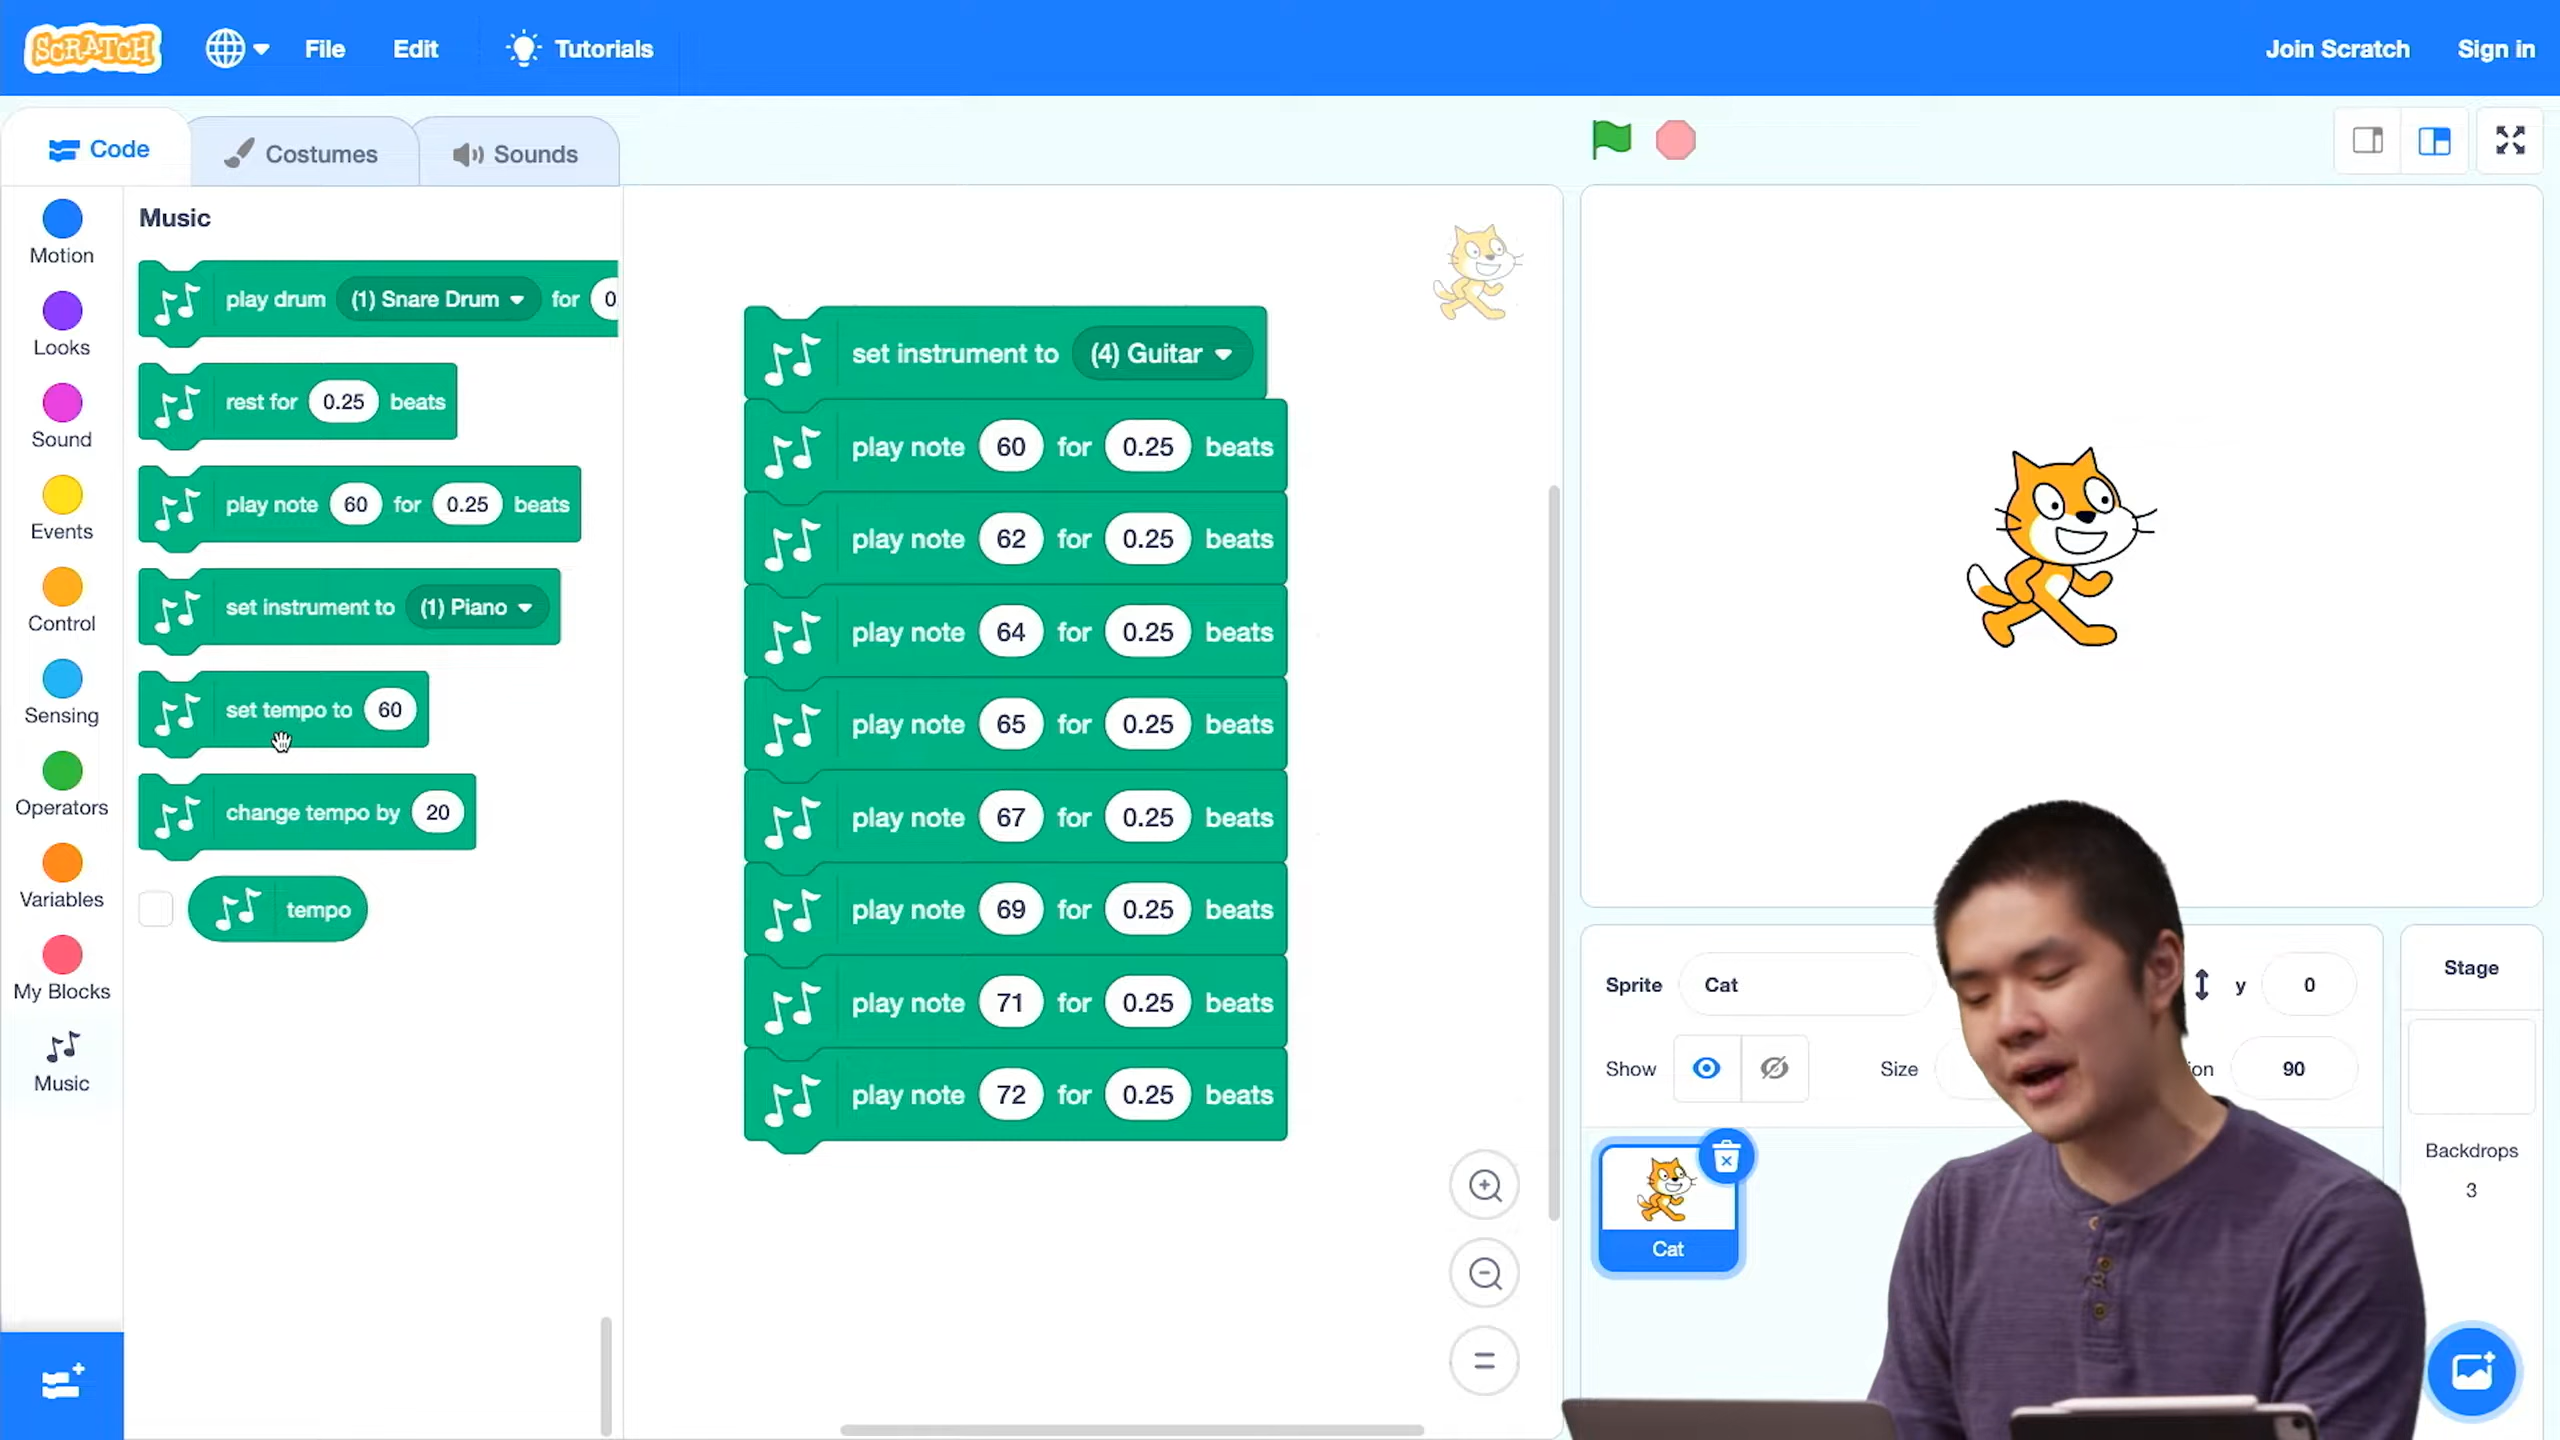 SCRATCH File Edit Tutorials Join Scratch Sign in
Code Costumes Sounds
Motion
Looks
Sound
Events
Control
Sensing
Operators
Variables
My Blocks
Music
Music
play drum (1) Snare Drum for 0
rest for 0.25 beats
play note 60 for 0.25 beats
set instrument to (1) Piano
set tempo to 60
change tempo by 20
tempo
set instrument to (4) Guitar
play note 60 for 0.25 beats
play note 62 for 0.25 beats
play note 64 for 0.25 beats
play note 65 for 0.25 beats
play note 67 for 0.25 beats
play note 69 for 0.25 beats
play note 71 for 0.25 beats
play note 72 for 0.25 beats
Sprite Cat y 0
Show Size on 90
Cat
Stage
Backdrops
3